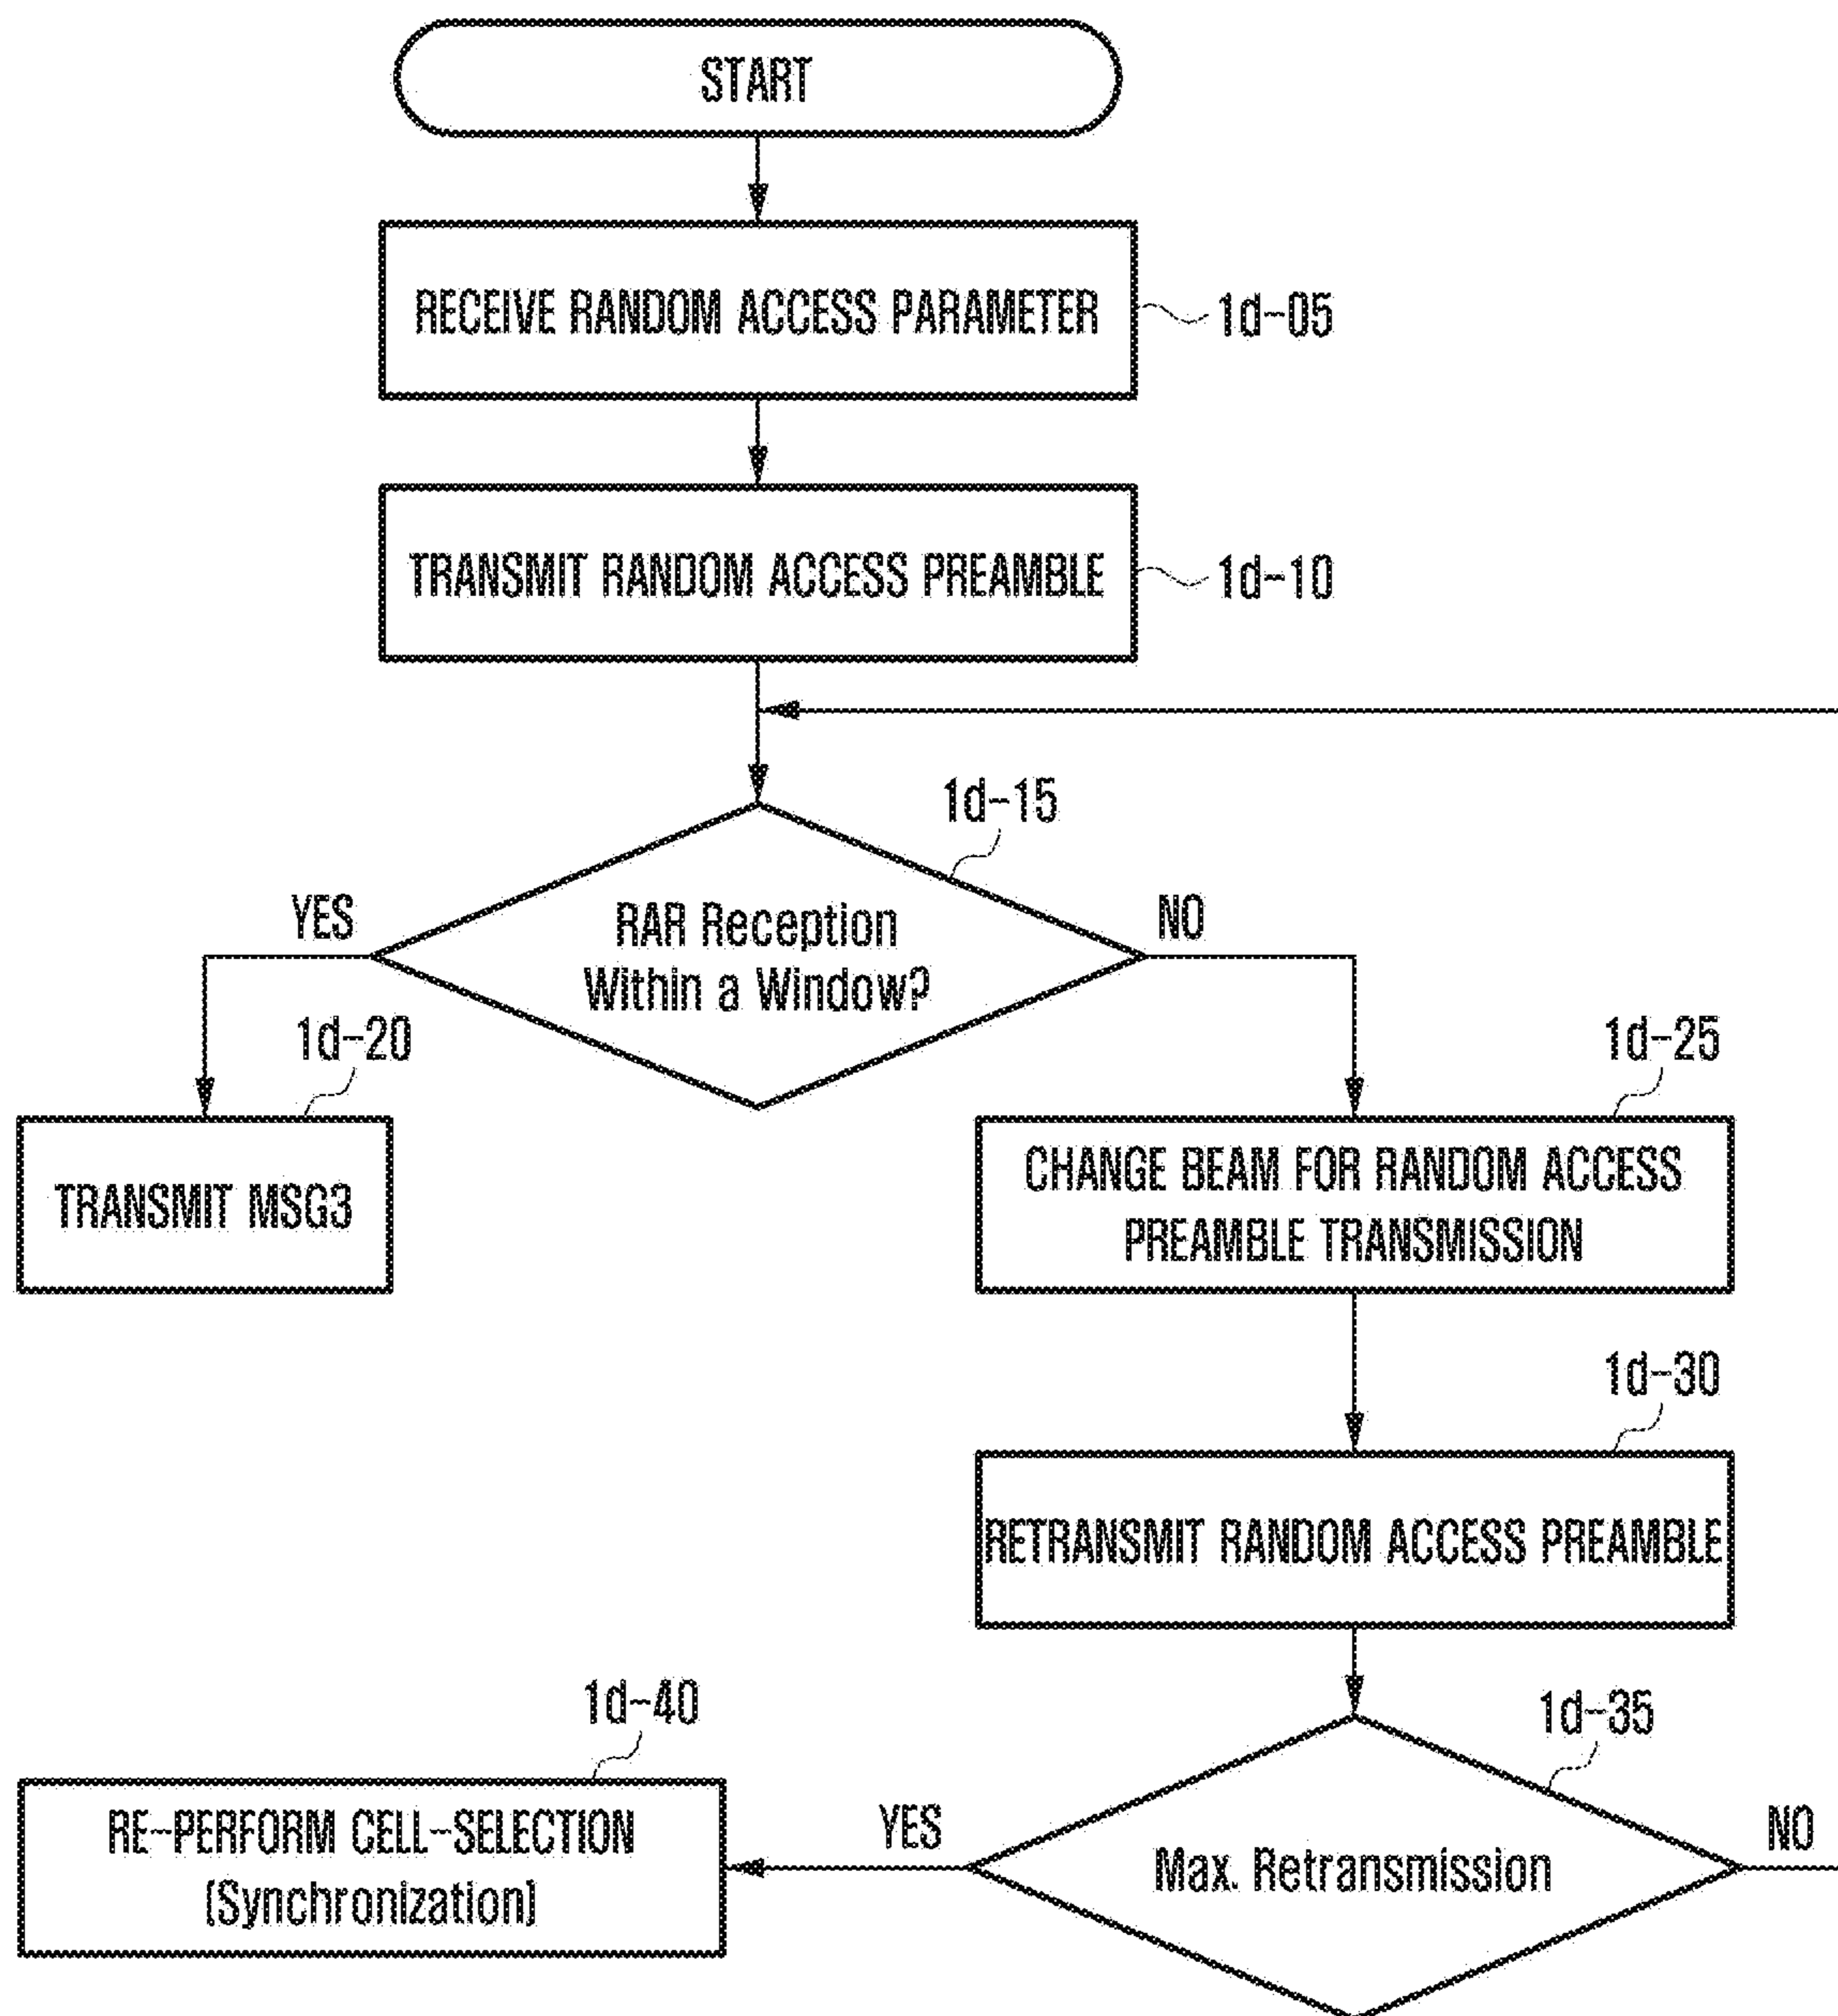 START
RECEIVE RANDOM ACCESS PARAMETER
1d-05
TRANSMIT RANDOM ACCESS PREAMBLE
1d-10
1d-15
YES
RAR Reception
Within a Window?
NO
1d-20
TRANSMIT MSG3
1d-25
CHANGE BEAM FOR RANDOM ACCESS
PREAMBLE TRANSMISSION
1d-30
RETRANSMIT RANDOM ACCESS PREAMBLE
1d-35
Max. Retransmission
YES
NO
1d-40
RE-PERFORM CELL-SELECTION
(Synchronization)